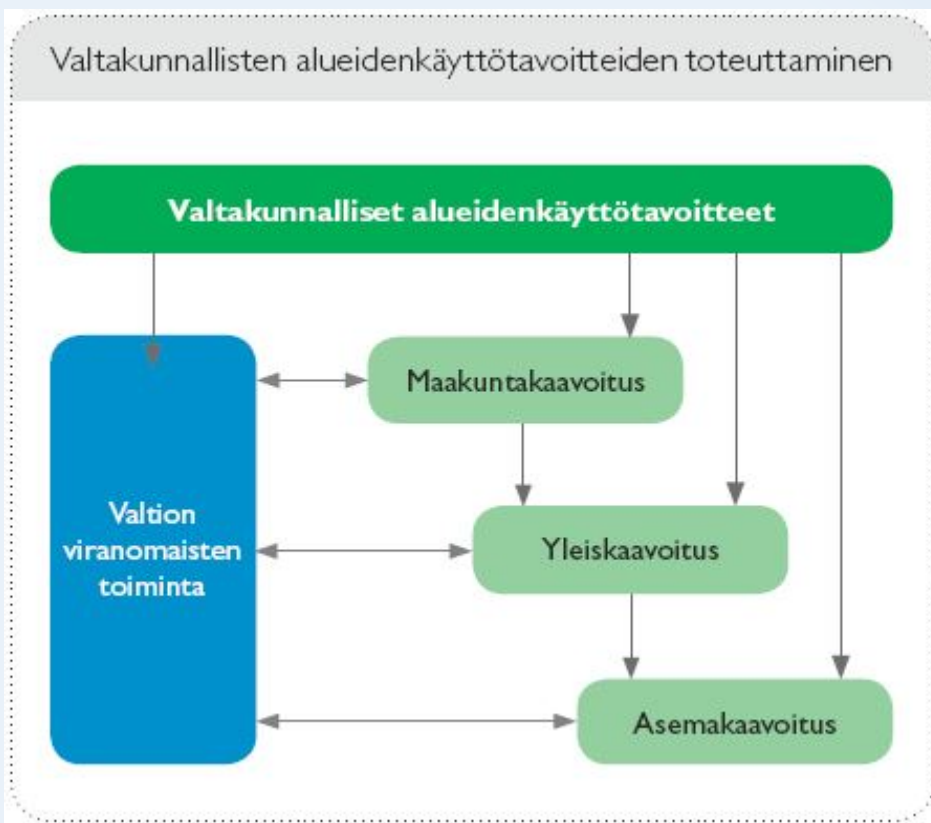 Valtakunnallisten alueidenkäyttötavoitteiden toteuttaminen
Valtakunnalliset alueidenkäyttötavoitteet
Maakuntakaavoitus
Valtion
viranomaisten
toiminta
Yleiskaavoitus
Asemakaavoitus